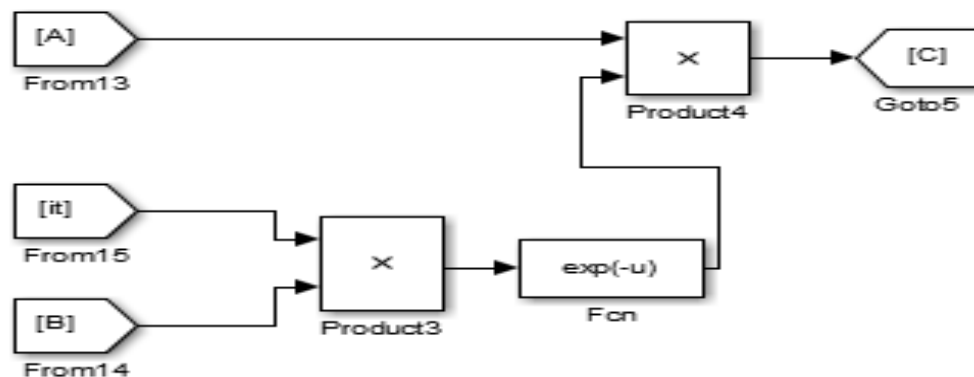 [A]
From13
×
Product4
[C]
Goto5
[it]
From15
×
Product3
exp(-u)
Fcn
[B]
From14